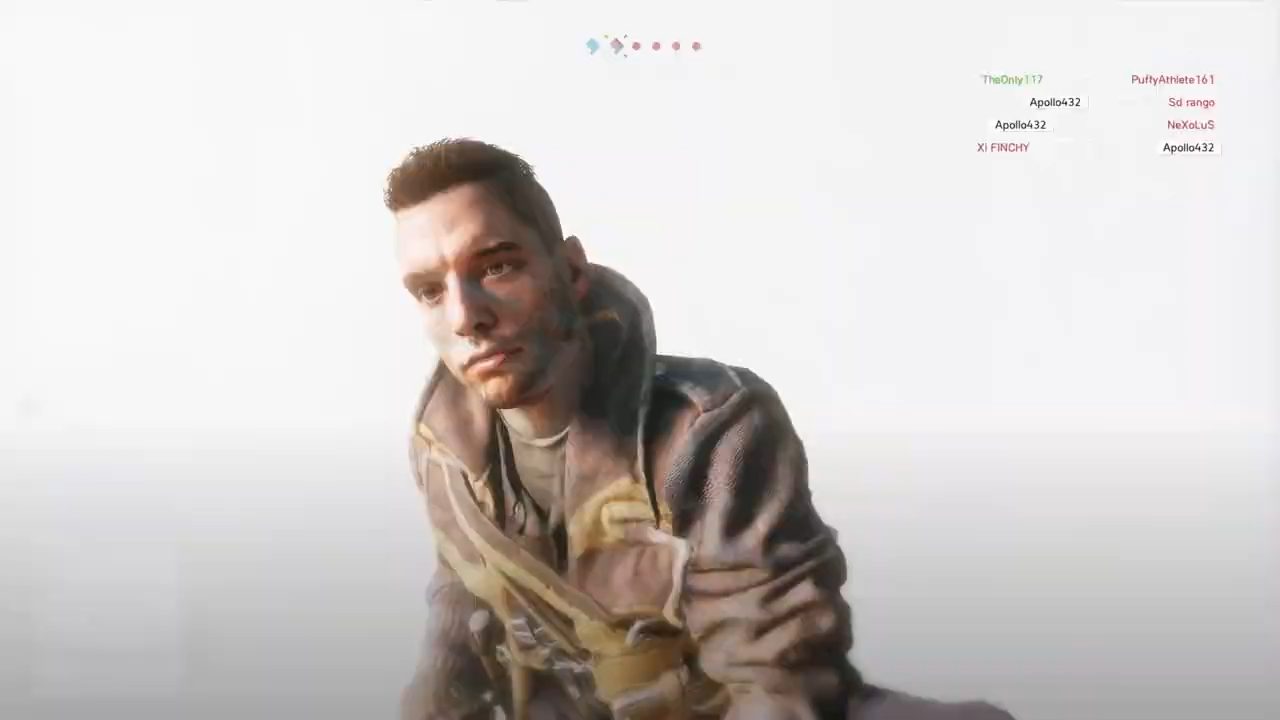 TheOnly117 PuffyAthlete161
Apollo432 Sd rango
Apollo432 NeXoLuS
Xi FINCHY Apollo432